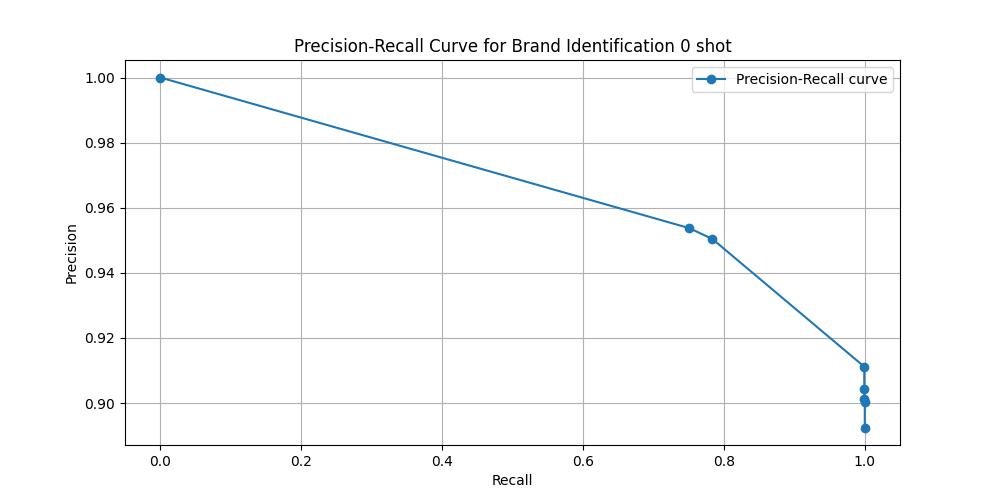 Precision-Recall Curve for Brand Identification 0 shot
Precision-Recall curve
1.00
0.98
0.96
0.94
0.92
0.90
Precision
0.0 0.2 0.4 0.6 0.8 1.0
Recall